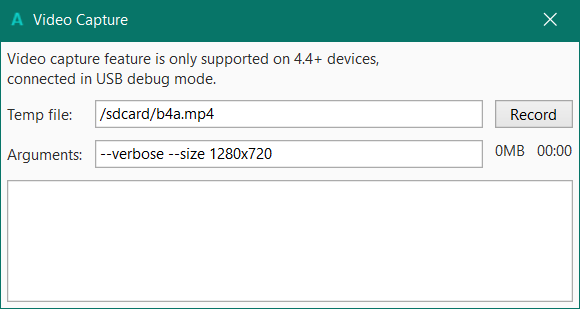 A Video Capture
Video capture feature is only supported on 4.4+ devices,
connected in USB debug mode.
Temp file: /sdcard/b4a.mp4 Record
Arguments: --verbose --size 1280x720 0MB 00:00